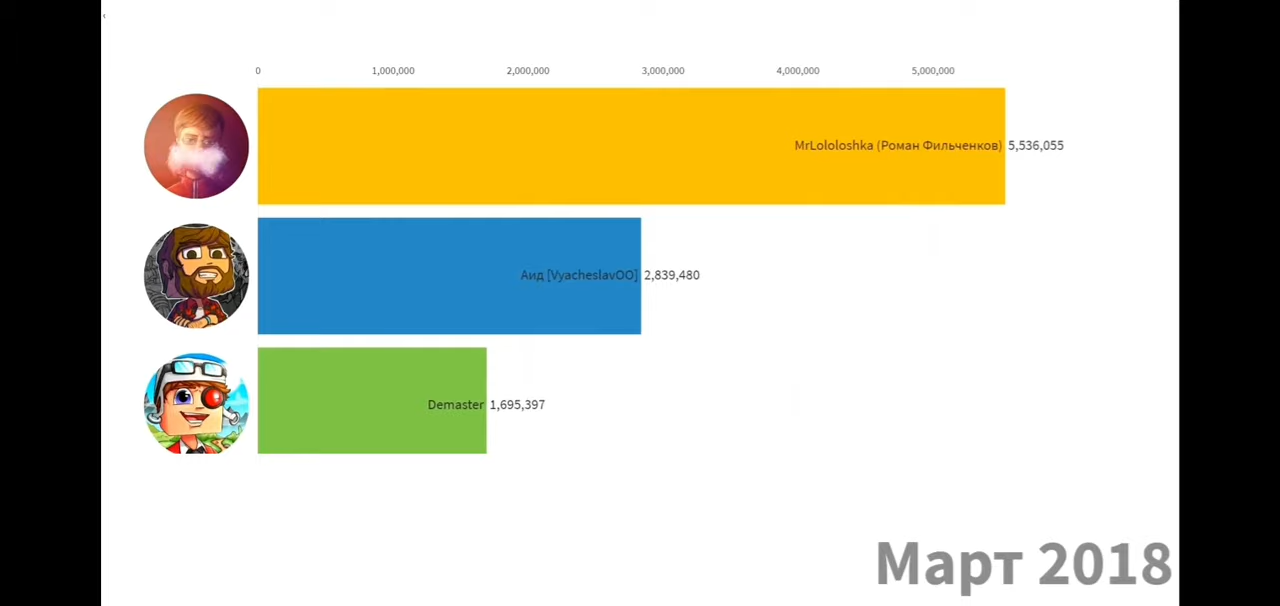 ‹
0 1,000,000 2,000,000 3,000,000 4,000,000 5,000,000
MrLololoshka (Роман Фильченков) 5,536,055
Аид [VyacheslavOO] 2,839,480
Demaster 1,695,397
Март 2018